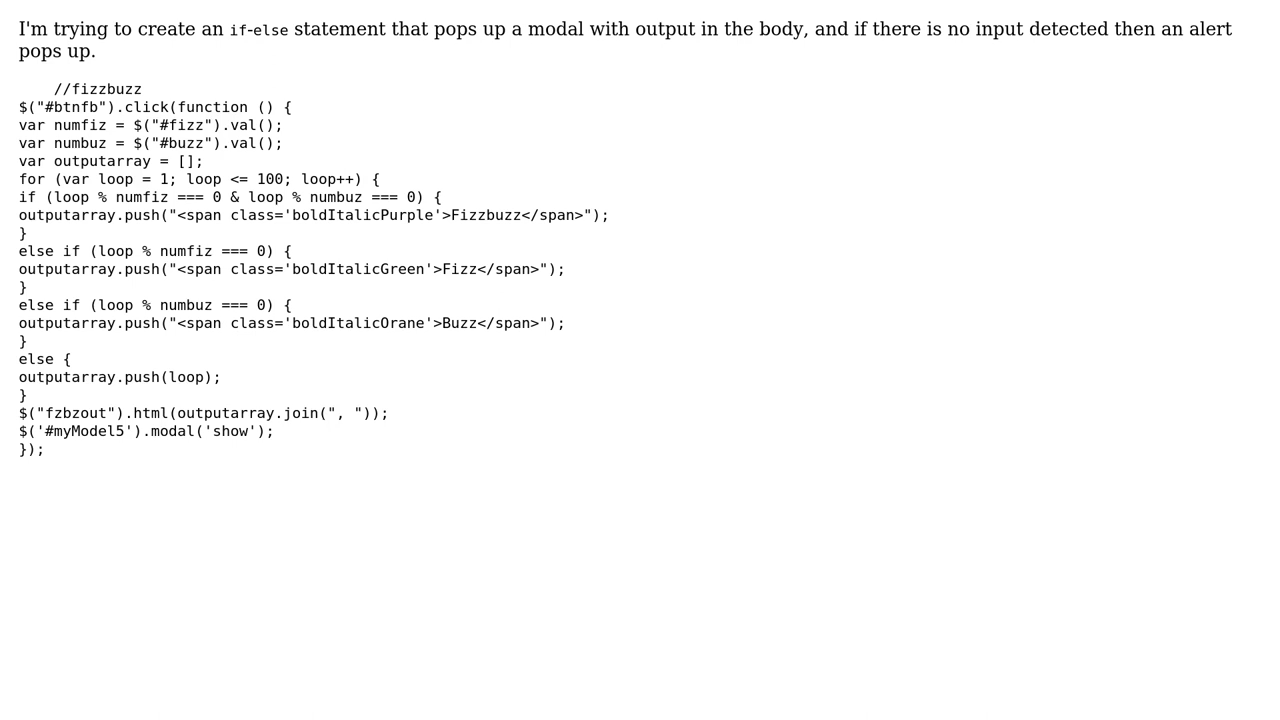 I'm trying to create an if-else statement that pops up a modal with output in the body, and if there is no input detected then an alert
pops up.
//fizzbuzz
$("#btnfb").click(function () {
var numfiz = $("#fizz").val();
var numbuz = $("#buzz").val();
var outputarray = [];
for (var loop = 1; loop <= 100; loop++) {
if (loop % numfiz === 0 & loop % numbuz === 0) {
outputarray.push("<span class='boldItalicPurple'>Fizzbuzz</span>");
}
else if (loop % numfiz === 0) {
outputarray.push("<span class='boldItalicGreen'>Fizz</span>");
}
else if (loop % numbuz === 0) {
outputarray.push("<span class='boldItalicOrane'>Buzz</span>");
}
else {
outputarray.push(loop);
}
$("fzbzout").html(outputarray.join(", "));
$('#myModel5').modal('show');
});